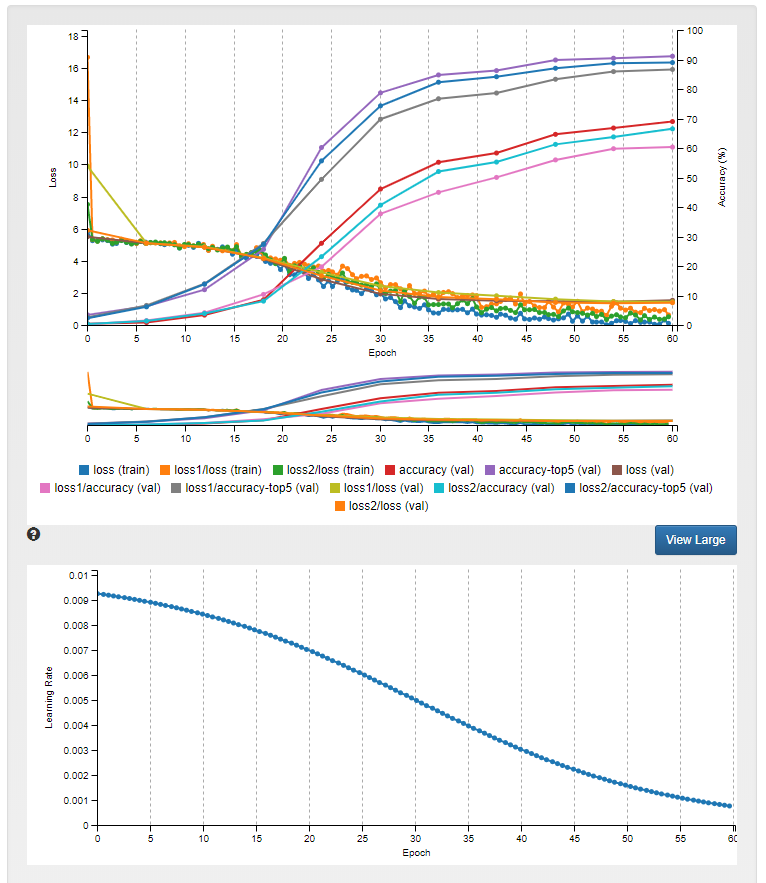 18
16
14
12
10
8
6
4
2
0
Loss
100
90
80
70
60
50
40
30
20
10
0
Accuracy (%)
0 5 10 15 20 25 30 35 40 45 50 55 60
Epoch
0 5 10 15 20 25 30 35 40 45 50 55 60
loss (train) loss1/loss (train) loss2/loss (train) accuracy (val) accuracy-top5 (val) loss (val)
loss1/accuracy (val) loss1/accuracy-top5 (val) loss1/loss (val) loss2/accuracy (val) loss2/accuracy-top5 (val)
loss2/loss (val)
?
View Large
0.01
0.009
0.008
0.007
0.006
0.005
0.004
0.003
0.002
0.001
0
Learning Rate
0 5 10 15 20 25 30 35 40 45 50 55 60
Epoch